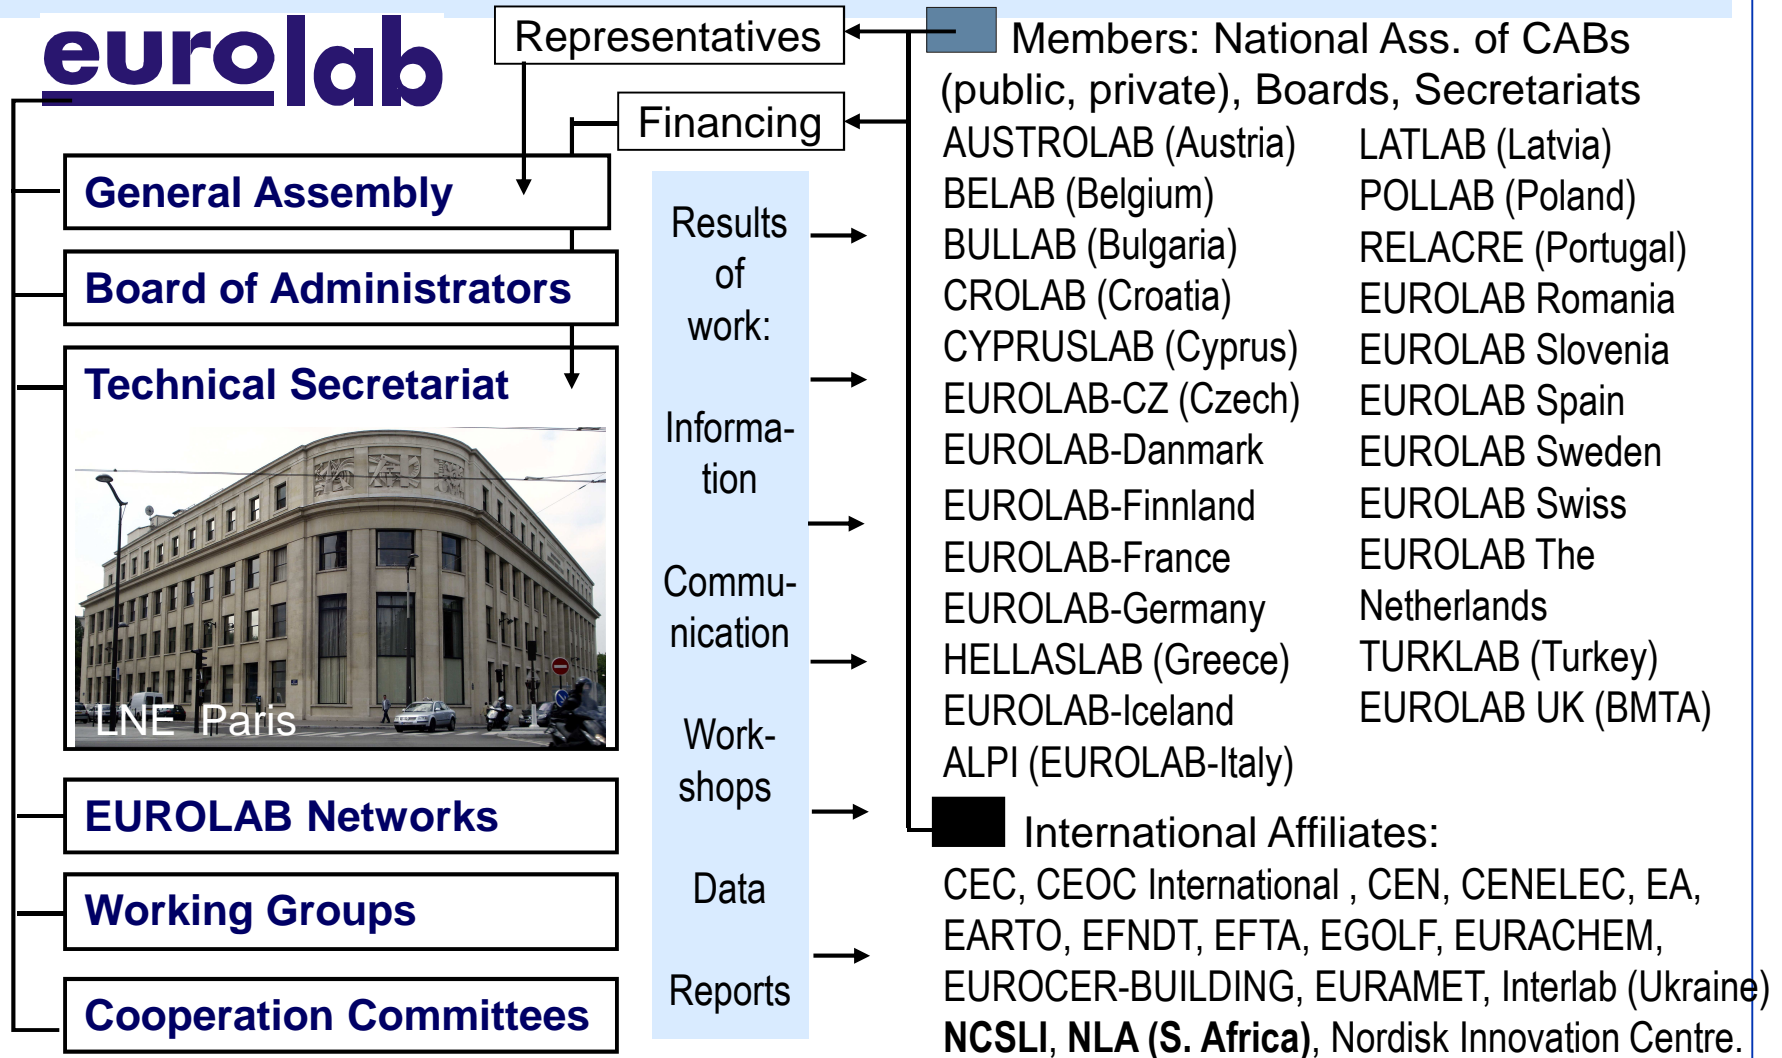 eurolab
Representatives
Financing
General Assembly
Board of Administrators
Technical Secretariat
LNE Paris
EUROLAB Networks
Working Groups
Cooperation Committees
Results
of
work:
Informa-
tion
Commu-
nication
Work-
shops
Data
Reports
Members: National Ass. of CABs
(public, private), Boards, Secretariats
AUSTROLAB (Austria)
BELAB (Belgium)
BULLAB (Bulgaria)
CROLAB (Croatia)
CYPRUSLAB (Cyprus)
EUROLAB-CZ (Czech)
EUROLAB-Danmark
EUROLAB-Finnland
EUROLAB-France
EUROLAB-Germany
HELLASLAB (Greece)
EUROLAB-Iceland
ALPI (EUROLAB-Italy)
LATLAB (Latvia)
POLLAB (Poland)
RELACRE (Portugal)
EUROLAB Romania
EUROLAB Slovenia
EUROLAB Spain
EUROLAB Sweden
EUROLAB Swiss
EUROLAB The
Netherlands
TURKLAB (Turkey)
EUROLAB UK (BMTA)
International Affiliates:
CEC, CEOC International , CEN, CENELEC, EA,
EARTO, EFNDT, EFTA, EGOLF, EURACHEM,
EUROCER-BUILDING, EURAMET, Interlab (Ukraine)
NCSLI, NLA (S. Africa), Nordisk Innovation Centre.